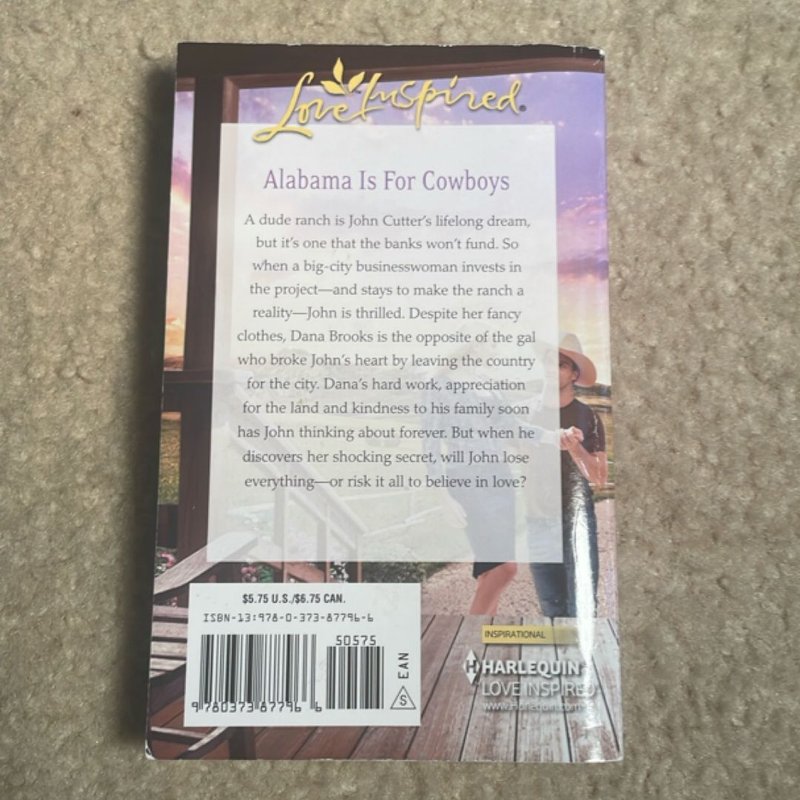 Love Inspired®
Alabama Is For Cowboys
A dude ranch is John Cutter's lifelong dream,
but it's one that the banks won't fund. So
when a big-city businesswoman invests in
the project—and stays to make the ranch a
reality—John is thrilled. Despite her fancy
clothes, Dana Brooks is the opposite of the gal
who broke John's heart by leaving the country
for the city. Dana's hard work, appreciation
for the land and kindness to his family soon
has John thinking about forever. But when he
discovers her shocking secret, will John lose
everything—or risk it all to believe in love?
$5.75 U.S./$6.75 CAN.
ISBN-13:978-0-373-87796-6
50575
EAN
S
9 780373 877966
INSPIRATIONAL
H HARLEQUIN®
LOVE INSPIRED
www.Harlequin.com